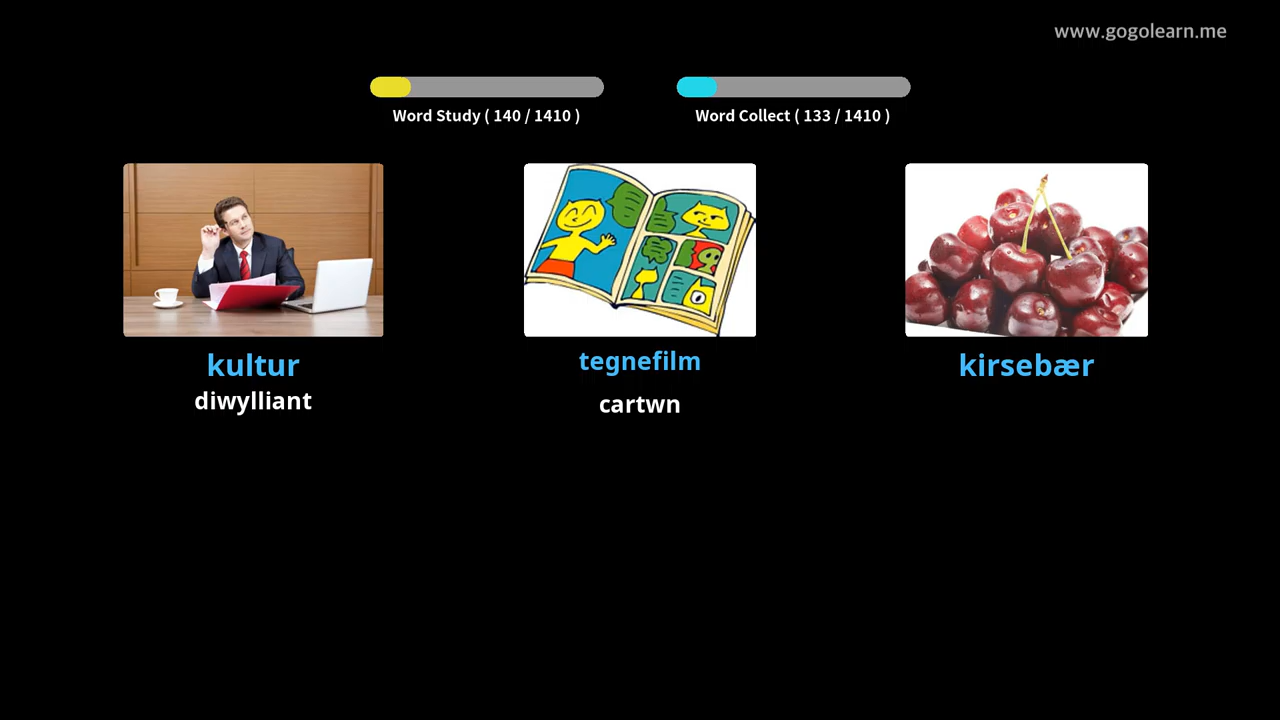 www.gogolearn.me
Word Study ( 140 / 1410 )
Word Collect ( 133 / 1410 )
kultur
diwylliant
tegnefilm
cartwn
kirsebær